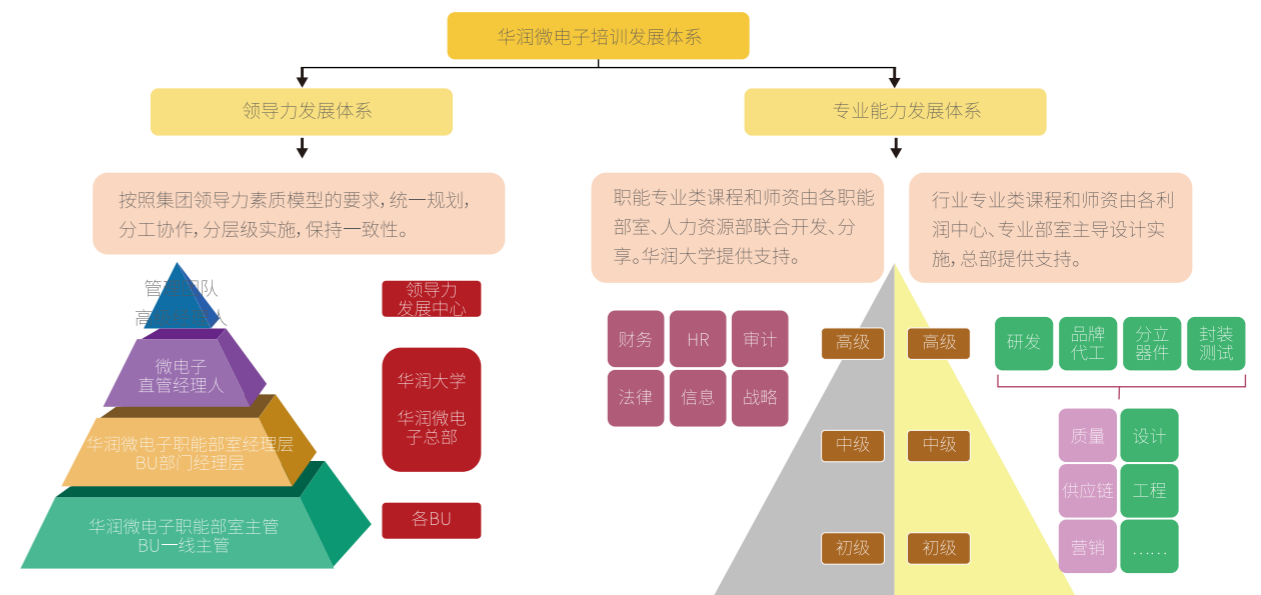 华润微电子培训发展体系
领导力发展体系
专业能力发展体系
按照集团领导力素质模型的要求，统一规划，
分工协作，分层级实施，保持一致性。
职能专业类课程和师资由各职能
部室、人力资源部联合开发、分
享。华润大学提供支持。
行业专业类课程和师资由各利
润中心、专业部室主导设计实
施，总部提供支持。
管理团队
高
人
微电子
直管经理人
华润微电子职能部室经理层
BU部门经理层
华润微电子职能部室主管
BU一线主管
领导力
发展中心
华润大学
华润微电
子总部
各BU
财务
HR
审计
法律
信息
战略
高级
高级
中级
中级
初级
初级
研发
品牌
代工
分立
器件
封装
测试
质量
设计
供应链
工程
营销
……